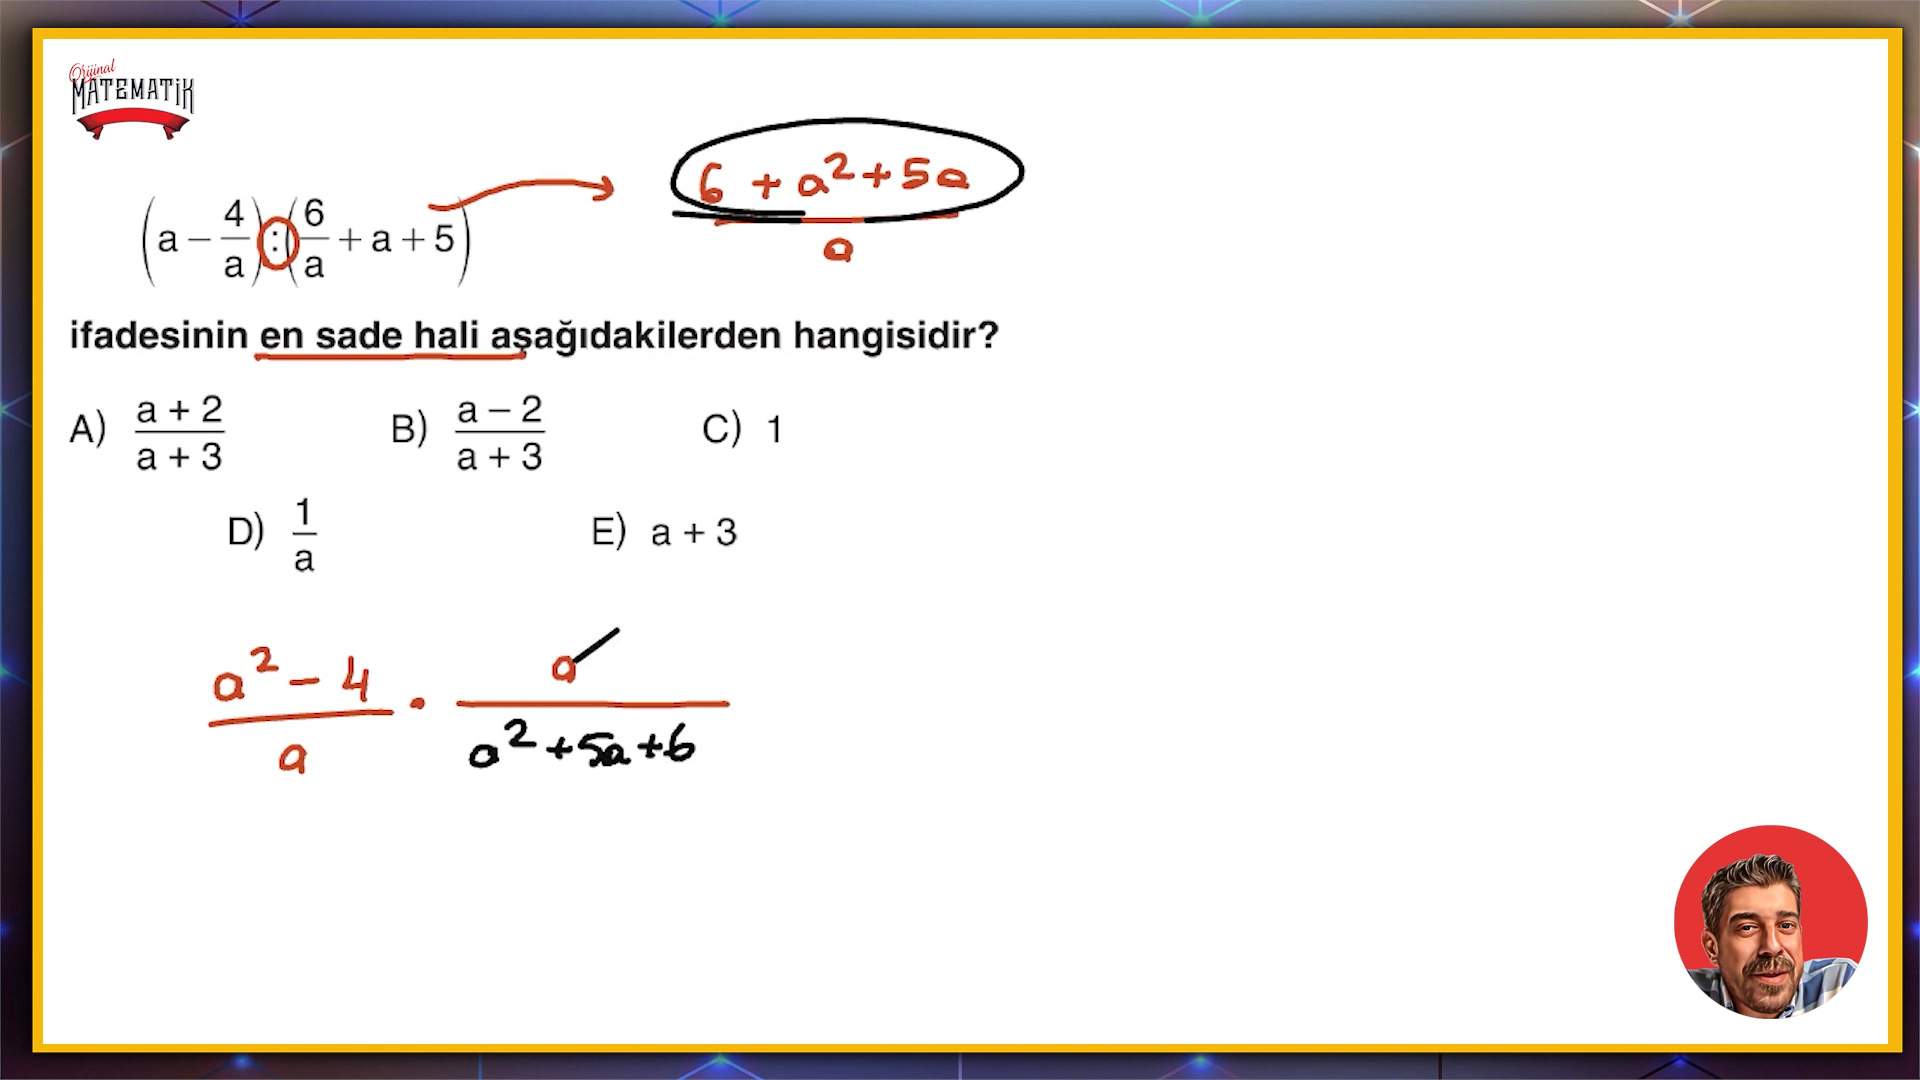 Orijinal
MATEMATİK
(a − 4/a) : (6/a + a + 5)
6 + a² + 5a
a
ifadesinin en sade hali aşağıdakilerden hangisidir?
A) a + 2 / a + 3 B) a − 2 / a + 3 C) 1
D) 1 / a E) a + 3
a² − 4 / a · a / a² + 5a + 6